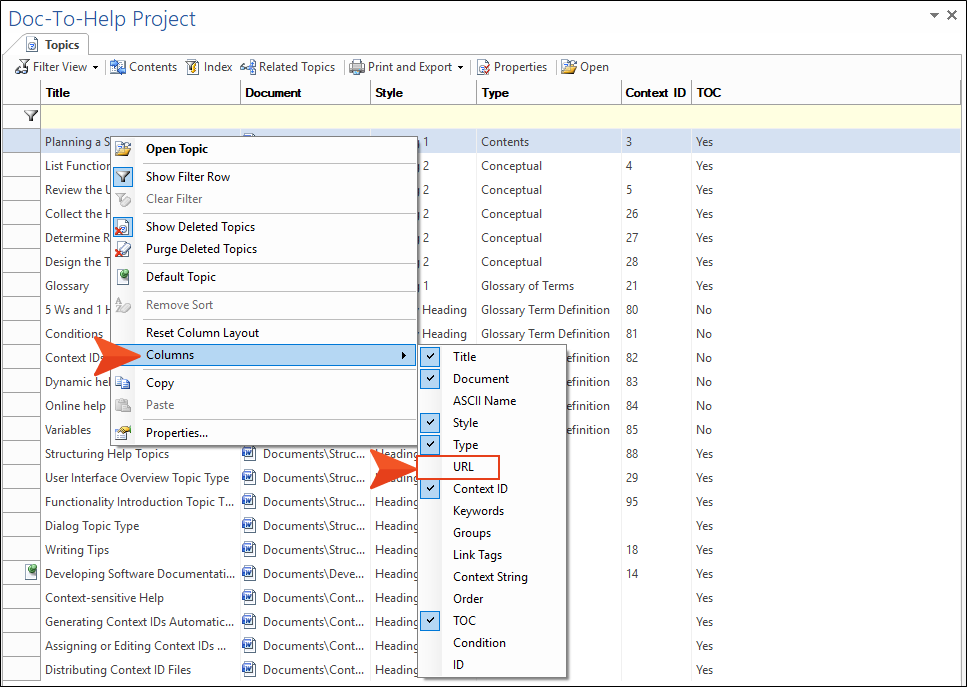 Doc-To-Help Project
Topics
Filter View Contents Index Related Topics Print and Export Properties Open
Title Document Style Type Context ID TOC
Planning a S 1 Contents 3 Yes
List Function 2 Conceptual 4 Yes
Review the U 2 Conceptual 5 Yes
Collect the H 2 Conceptual 26 Yes
Determine R 2 Conceptual 27 Yes
Design the T 2 Conceptual 28 Yes
Glossary 1 Glossary of Terms 21 Yes
5 Ws and 1 H Heading Glossary Term Definition 80 No
Conditions Heading Glossary Term Definition 81 No
Context IDs efinition 82 No
Dynamic hel efinition 83 No
Online help efinition 84 No
Variables efinition 85 No
Structuring Help Topics Documents\Struc... Heading 88 Yes
User Interface Overview Topic Type Documents\Struc... Heading 29 Yes
Functionality Introduction Topic T... Documents\Struc... Heading 95 Yes
Dialog Topic Type Documents\Struc... Heading Yes
Writing Tips Documents\Struc... Heading 18 Yes
Developing Software Documentati... Documents\Deve... Heading 14 Yes
Context-sensitive Help Documents\Cont... Heading Yes
Generating Context IDs Automatic... Documents\Cont... Heading Yes
Assigning or Editing Context IDs ... Documents\Cont... Heading Yes
Distributing Context ID Files Documents\Cont... Heading Yes
Open Topic
Show Filter Row
Clear Filter
Show Deleted Topics
Purge Deleted Topics
Default Topic
Remove Sort
Reset Column Layout
Columns
Copy
Paste
Properties...
Title
Document
ASCII Name
Style
Type
URL
Context ID
Keywords
Groups
Link Tags
Context String
Order
TOC
Condition
ID